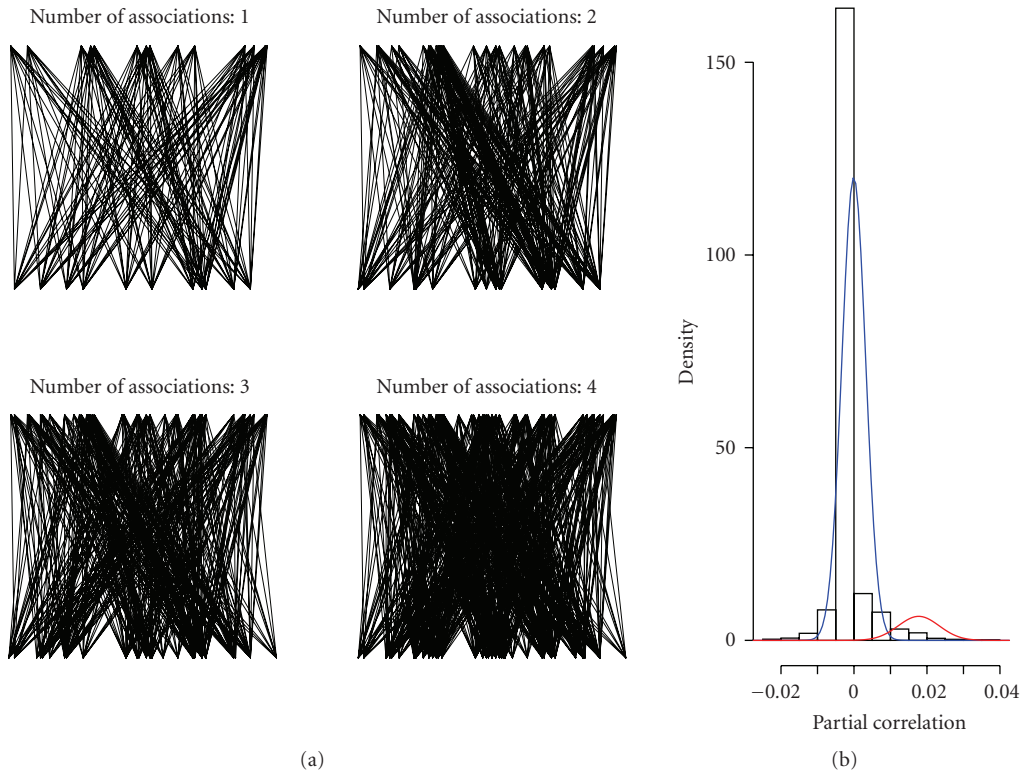 Number of associations: 1
Number of associations: 2
Number of associations: 3
Number of associations: 4
(a)
150
100
50
0
Density
−0.02 0 0.02 0.04
Partial correlation
(b)